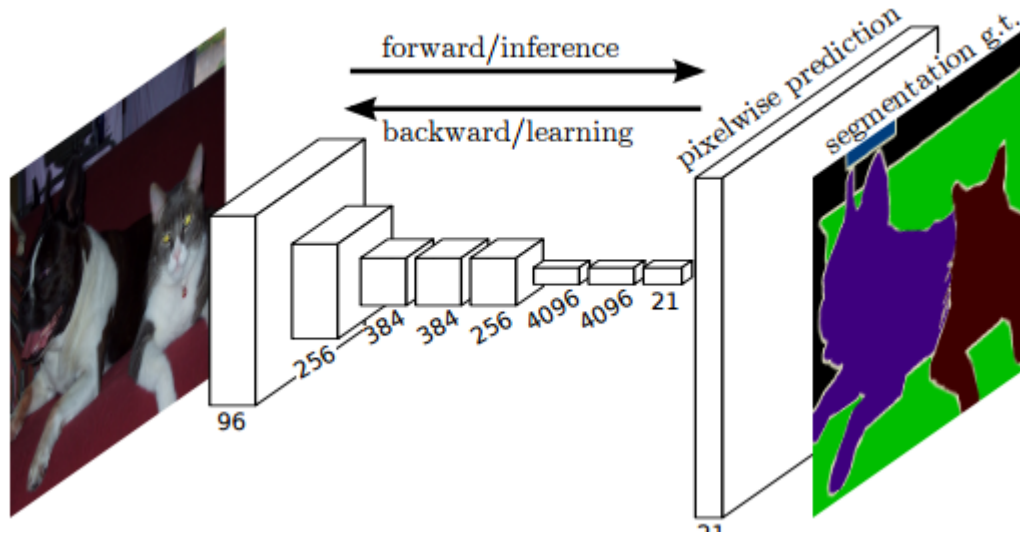 forward/inference
backward/learning
pixelwise prediction
segmentation g.t.
96
256
384
384
256
4096
4096
21
21